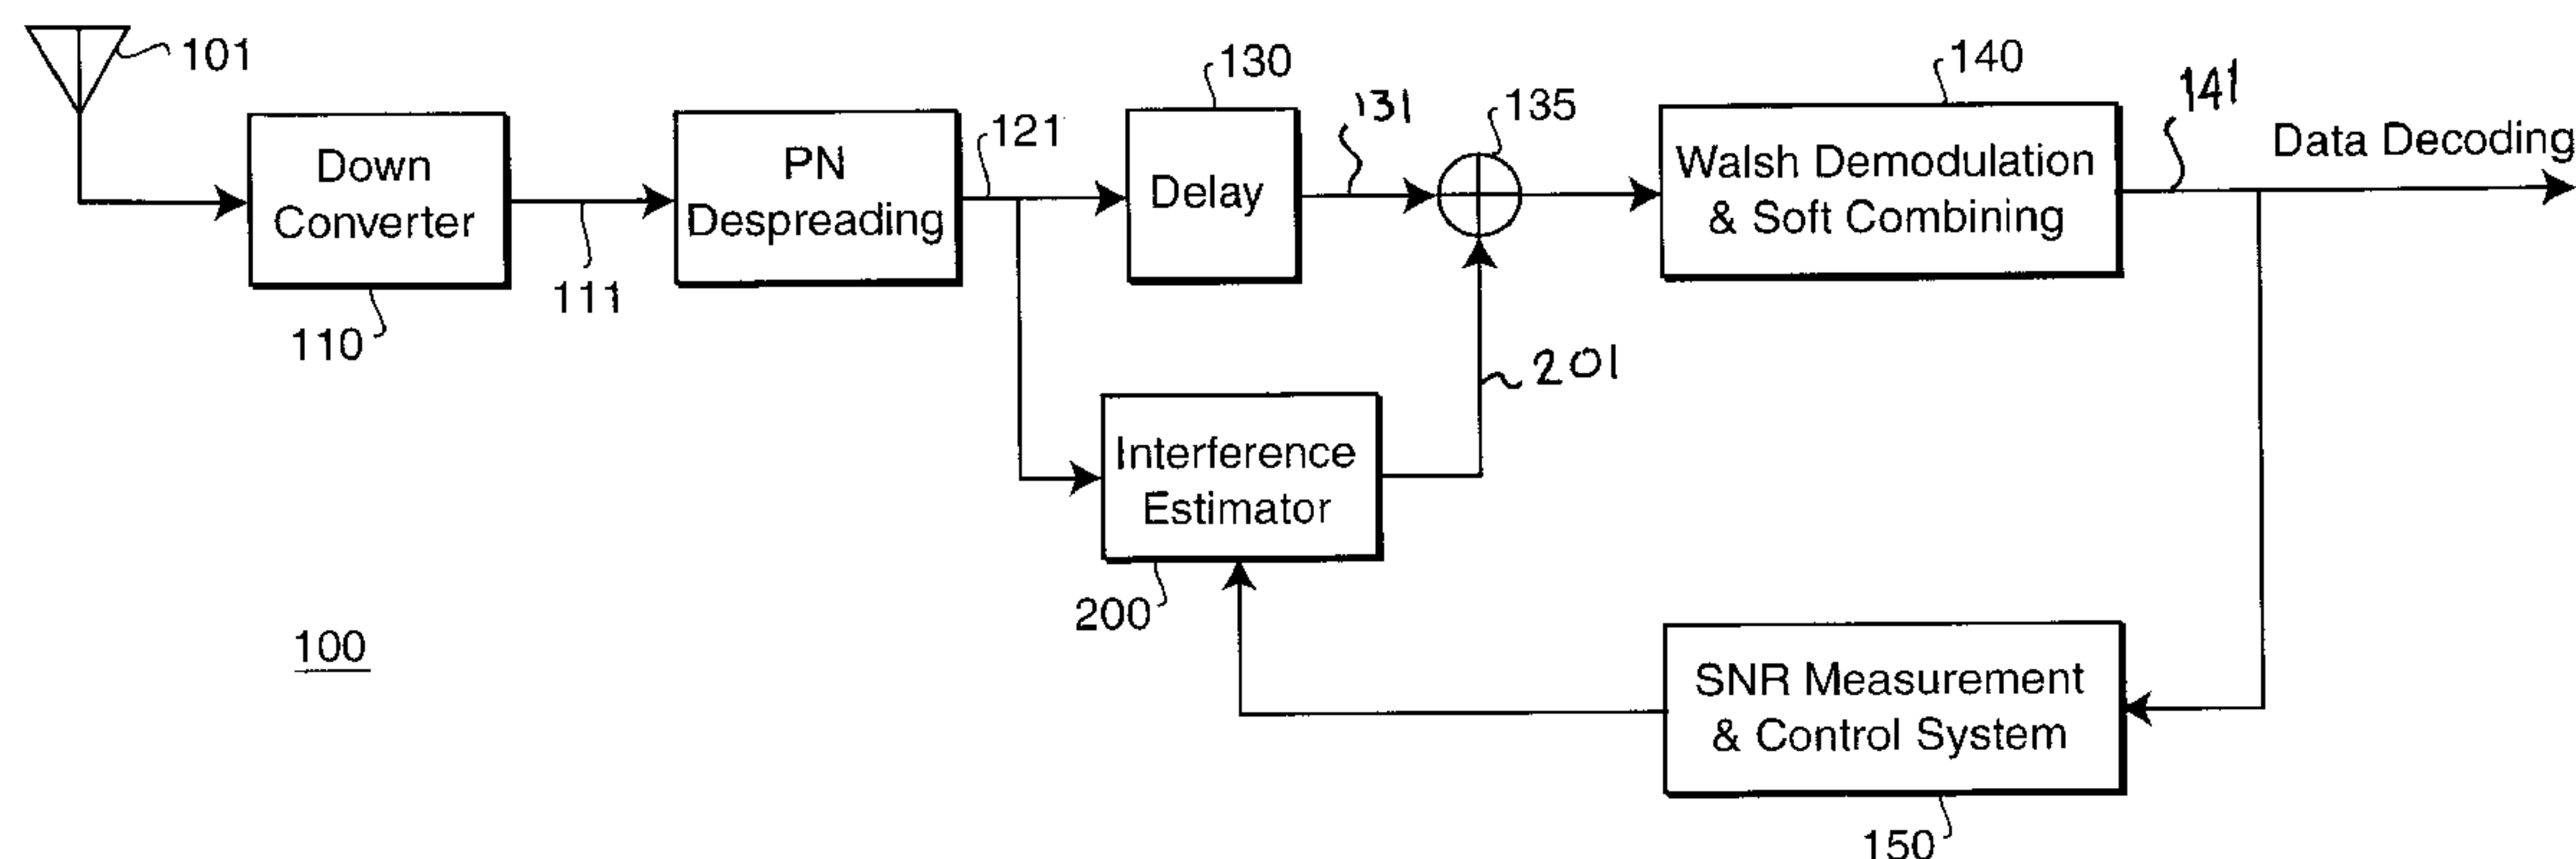 101
Down
Converter
110
111
PN
Despreading
121
130
Delay
131
135
140
Walsh Demodulation
& Soft Combining
141
Data Decoding
201
Interference
Estimator
200
SNR Measurement
& Control System
150
100